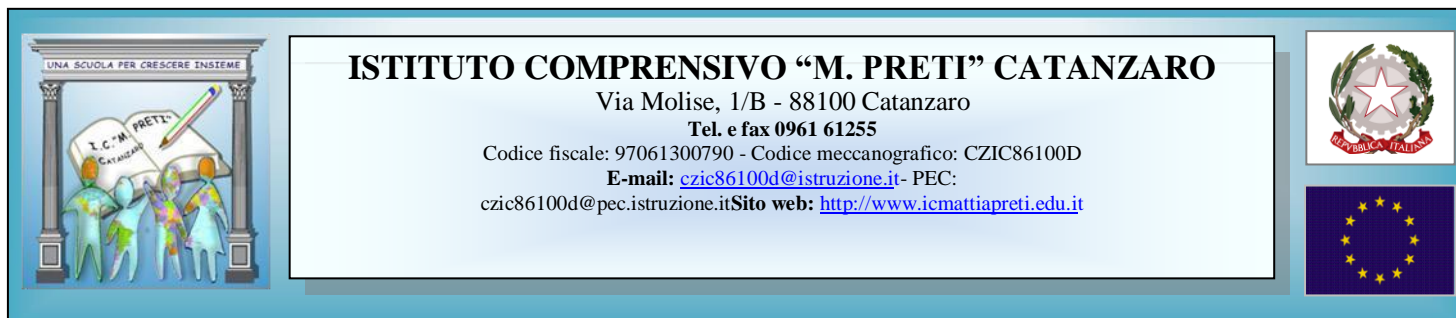 UNA SCUOLA PER CRESCERE INSIEME
I.C. "M. PRETI"
CATANZARO
ISTITUTO COMPRENSIVO “M. PRETI” CATANZARO
Via Molise, 1/B - 88100 Catanzaro
Tel. e fax 0961 61255
Codice fiscale: 97061300790 - Codice meccanografico: CZIC86100D
E-mail: czic86100d@istruzione.it- PEC:
czic86100d@pec.istruzione.itSito web: http://www.icmattiapreti.edu.it
REPVBBLICA ITALIANA